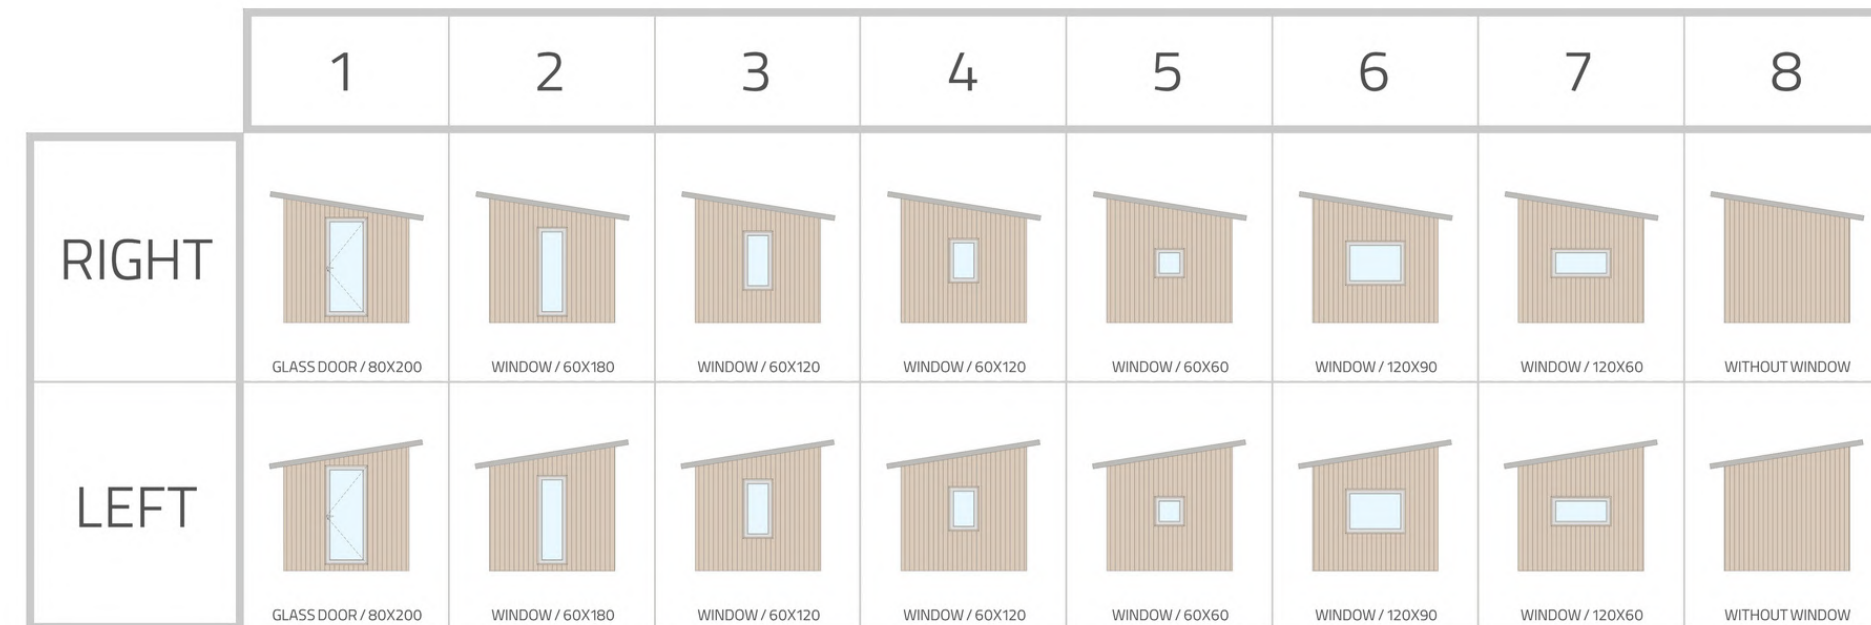 1 2 3 4 5 6 7 8
RIGHT
GLASS DOOR / 80X200 WINDOW / 60X180 WINDOW / 60X120 WINDOW / 60X120 WINDOW / 60X60 WINDOW / 120X90 WINDOW / 120X60 WITHOUT WINDOW
LEFT
GLASS DOOR / 80X200 WINDOW / 60X180 WINDOW / 60X120 WINDOW / 60X120 WINDOW / 60X60 WINDOW / 120X90 WINDOW / 120X60 WITHOUT WINDOW